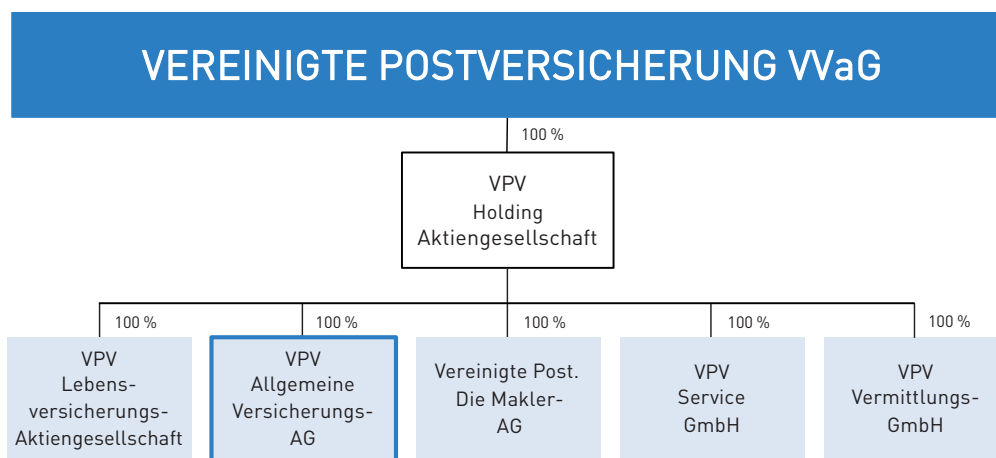 VEREINIGTE POSTVERSICHERUNG VVaG
100 %
VPV
Holding
Aktiengesellschaft
100 %
100 %
100 %
100 %
100 %
VPV
Lebens-
versicherungs-
Aktiengesellschaft
VPV
Allgemeine
Versicherungs-
AG
Vereinigte Post.
Die Makler-
AG
VPV
Service
GmbH
VPV
Vermittlungs-
GmbH